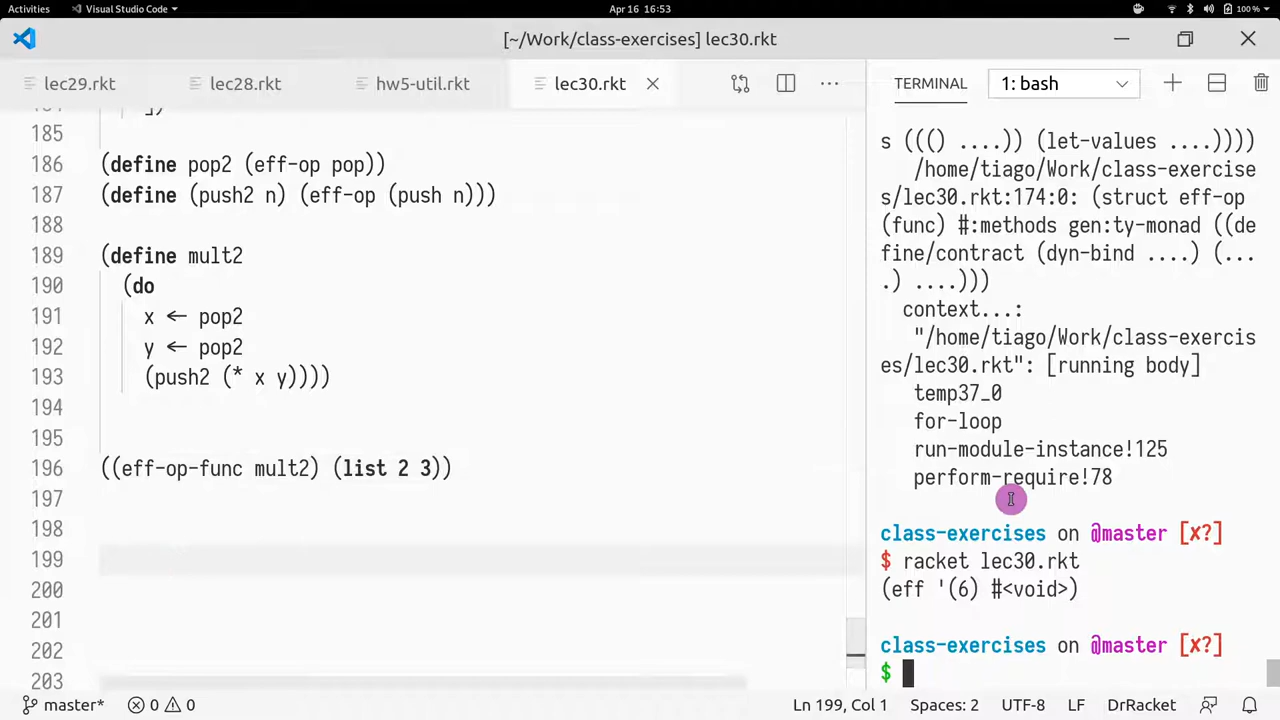 Activities
Visual Studio Code
Apr 16 16:53
100 %
[~/Work/class-exercises] lec30.rkt
lec29.rkt
lec28.rkt
hw5-util.rkt
lec30.rkt
185
186 (define pop2 (eff-op pop))
187 (define (push2 n) (eff-op (push n)))
188
189 (define mult2
190 (do
191 x ← pop2
192 y ← pop2
193 (push2 (* x y))))
194
195
196 ((eff-op-func mult2) (list 2 3))
197
198
199
200
201
202
203
TERMINAL
1: bash
s ((() ....)) (let-values ....))))
/home/tiago/Work/class-exercise
s/lec30.rkt:174:0: (struct eff-op
(func) #:methods gen:ty-monad ((de
fine/contract (dyn-bind ....) (...
.) ....)))
context...:
"/home/tiago/Work/class-exercis
es/lec30.rkt": [running body]
temp37_0
for-loop
run-module-instance!125
perform-require!78
class-exercises on @master [x?]
$ racket lec30.rkt
(eff '(6) #<void>)
class-exercises on @master [x?]
$
master*
0
0
Ln 199, Col 1
Spaces: 2
UTF-8
LF
DrRacket